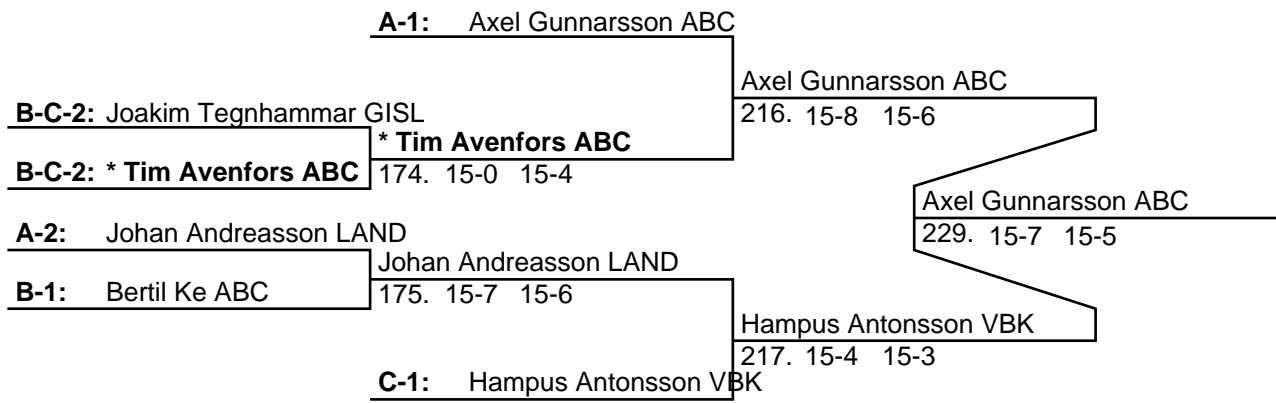 A-1: Axel Gunnarsson ABC
Axel Gunnarsson ABC
216. 15-8 15-6
B-C-2: Joakim Tegnhammar GISL
* Tim Avenfors ABC
B-C-2: * Tim Avenfors ABC
174. 15-0 15-4
Axel Gunnarsson ABC
229. 15-7 15-5
A-2: Johan Andreasson LAND
Johan Andreasson LAND
B-1: Bertil Ke ABC
175. 15-7 15-6
Hampus Antonsson VBK
217. 15-4 15-3
C-1: Hampus Antonsson VBK